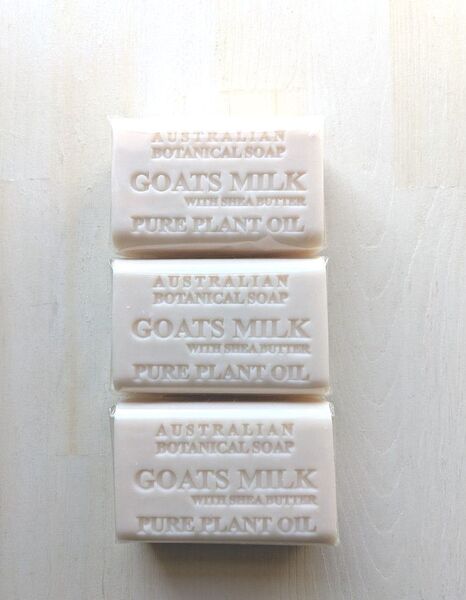 AUSTRALIAN
BOTANICAL SOAP
GOATS MILK
WITH SHEA BUTTER
PURE PLANT OIL
AUSTRALIAN
BOTANICAL SOAP
GOATS MILK
WITH SHEA BUTTER
PURE PLANT OIL
AUSTRALIAN
BOTANICAL SOAP
GOATS MILK
WITH SHEA BUTTER
PURE PLANT OIL